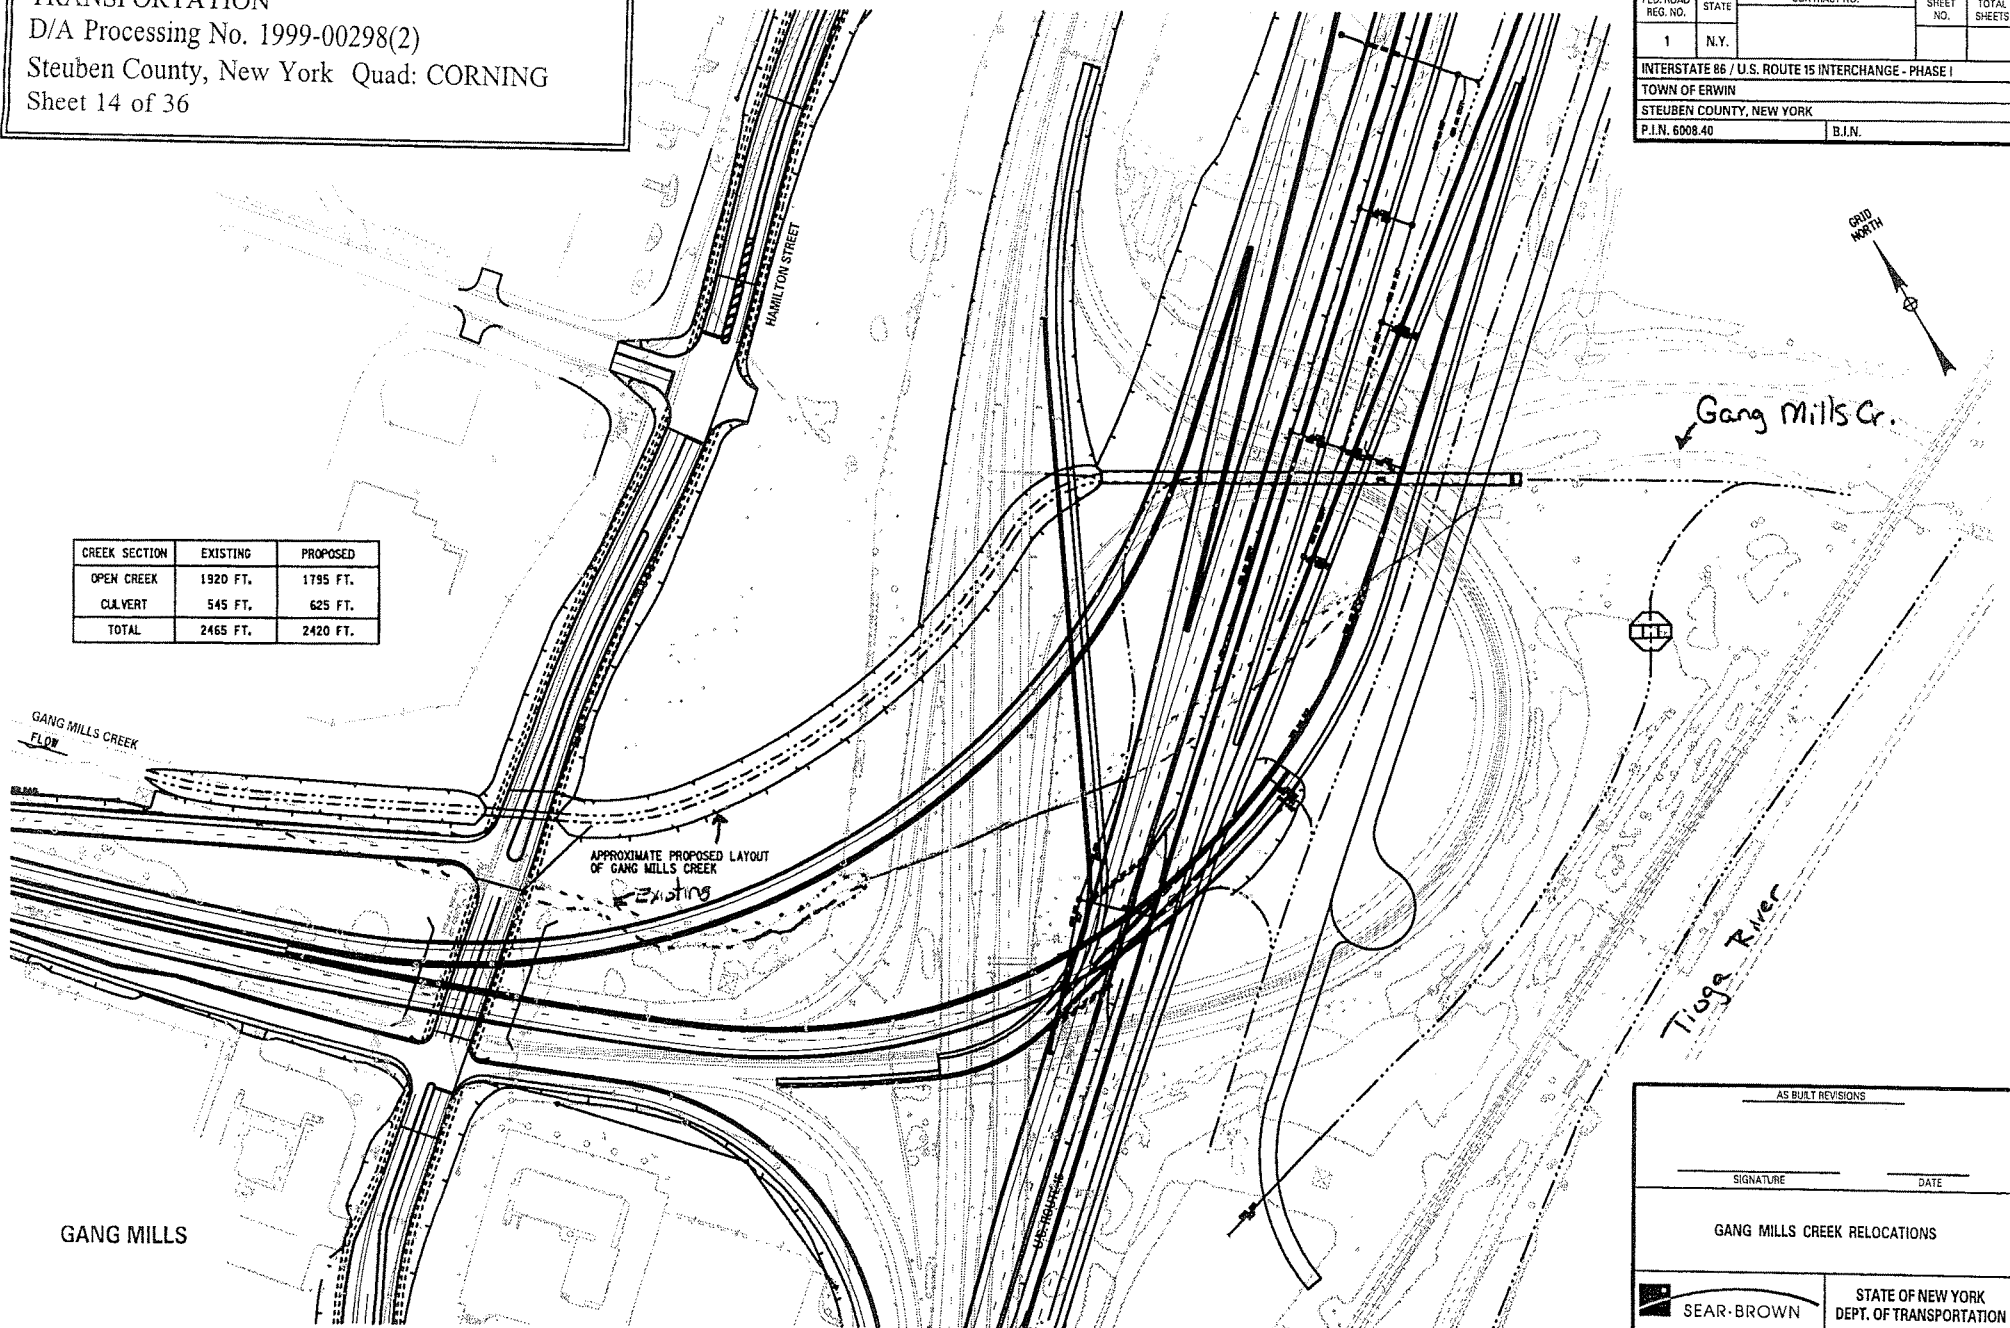 TRANSPORTATION
D/A Processing No. 1999-00298(2)
Steuben County, New York Quad: CORNING
Sheet 14 of 36
REG. NO.
STATE
SHEET NO.
TOTAL SHEETS
1
N.Y.
INTERSTATE 86 / U.S. ROUTE 15 INTERCHANGE - PHASE I
TOWN OF ERWIN
STEUBEN COUNTY, NEW YORK
P.I.N. 6008.40
B.I.N.
GRID
NORTH
HAMILTON STREET
Gang Mills Cr.
CREEK SECTION EXISTING PROPOSED
OPEN CREEK 1920 FT. 1795 FT.
CULVERT 545 FT. 625 FT.
TOTAL 2465 FT. 2420 FT.
GANG MILLS CREEK
FLOW
APPROXIMATE PROPOSED LAYOUT
OF GANG MILLS CREEK
Existing
Tioga River
U.S. ROUTE 15
GANG MILLS
AS BUILT REVISIONS
SIGNATURE
DATE
GANG MILLS CREEK RELOCATIONS
SEAR-BROWN
STATE OF NEW YORK
DEPT. OF TRANSPORTATION